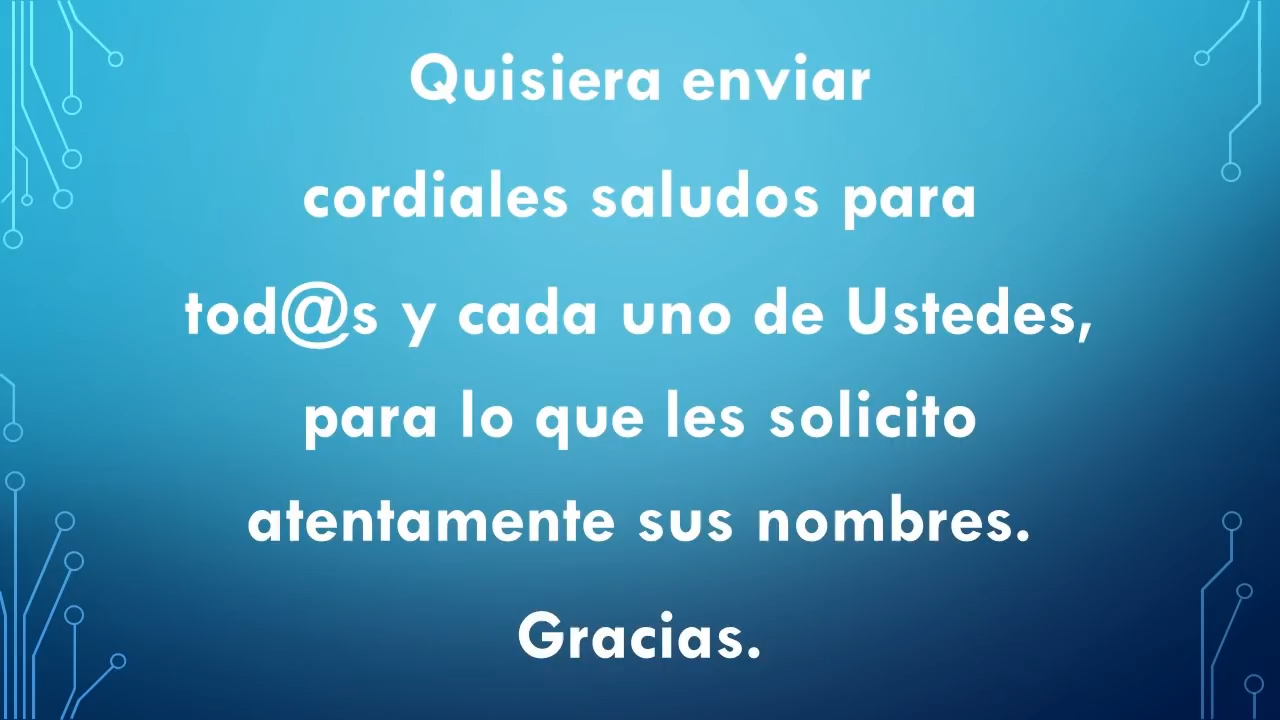 Quisiera enviar
cordiales saludos para
tod@s y cada uno de Ustedes,
para lo que les solicito
atentamente sus nombres.
Gracias.